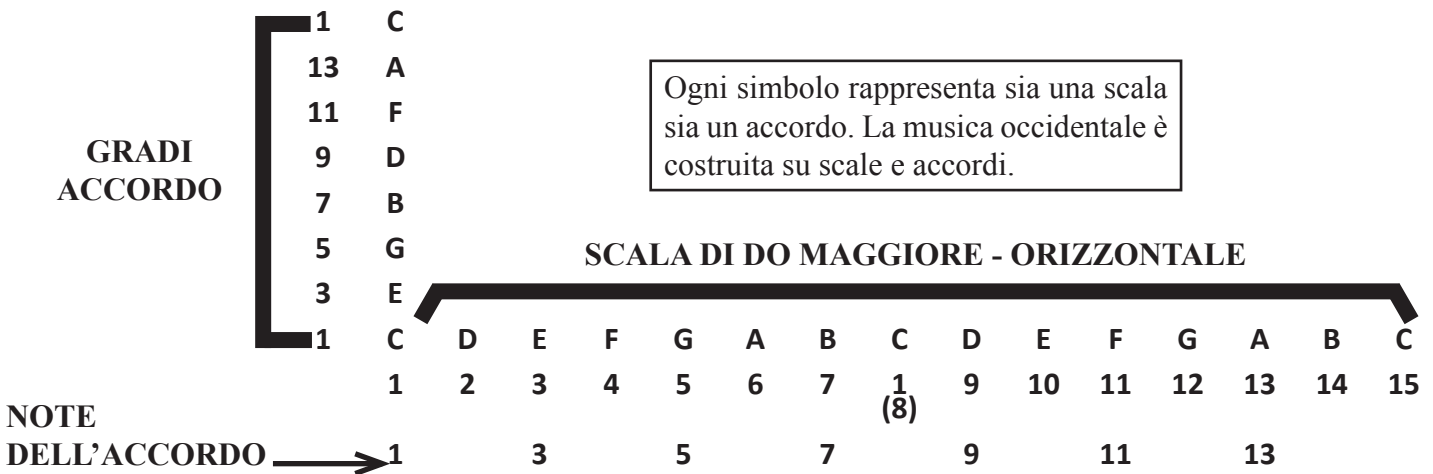 1 C
13 A
11 F
9 D
7 B
5 G
3 E
GRADI
ACCORDO
Ogni simbolo rappresenta sia una scala
sia un accordo. La musica occidentale è
costruita su scale e accordi.
SCALA DI DO MAGGIORE - ORIZZONTALE
1 C D E F G A B C D E F G A B C
1 2 3 4 5 6 7 1 9 10 11 12 13 14 15
(8)
NOTE
DELL’ACCORDO 1 3 5 7 9 11 13